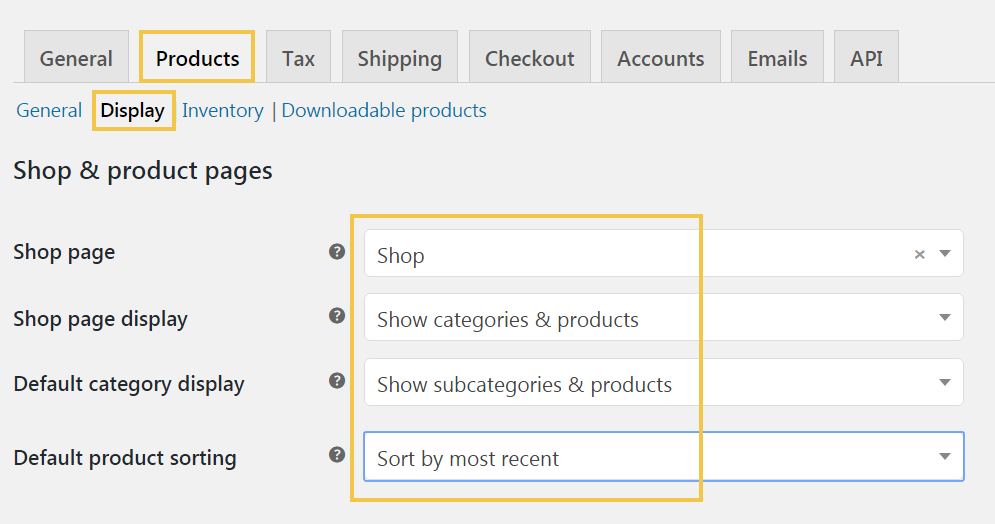 General Products Tax Shipping Checkout Accounts Emails API
General Display Inventory | Downloadable products
Shop & product pages
Shop page ? Shop ×
Shop page display ? Show categories & products
Default category display ? Show subcategories & products
Default product sorting ? Sort by most recent